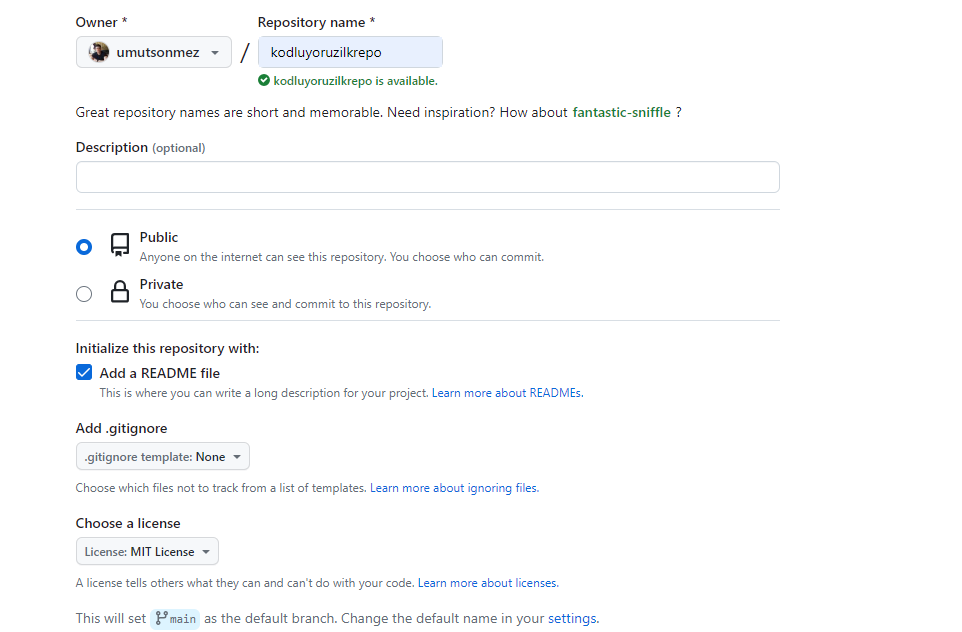 Owner * Repository name *
umutsonmez / kodluyoruzilkrepo
kodluyoruzilkrepo is available.
Great repository names are short and memorable. Need inspiration? How about fantastic-sniffle ?
Description (optional)
Public
Anyone on the internet can see this repository. You choose who can commit.
Private
You choose who can see and commit to this repository.
Initialize this repository with:
Add a README file
This is where you can write a long description for your project. Learn more about READMEs.
Add .gitignore
.gitignore template: None
Choose which files not to track from a list of templates. Learn more about ignoring files.
Choose a license
License: MIT License
A license tells others what they can and can't do with your code. Learn more about licenses.
This will set main as the default branch. Change the default name in your settings.